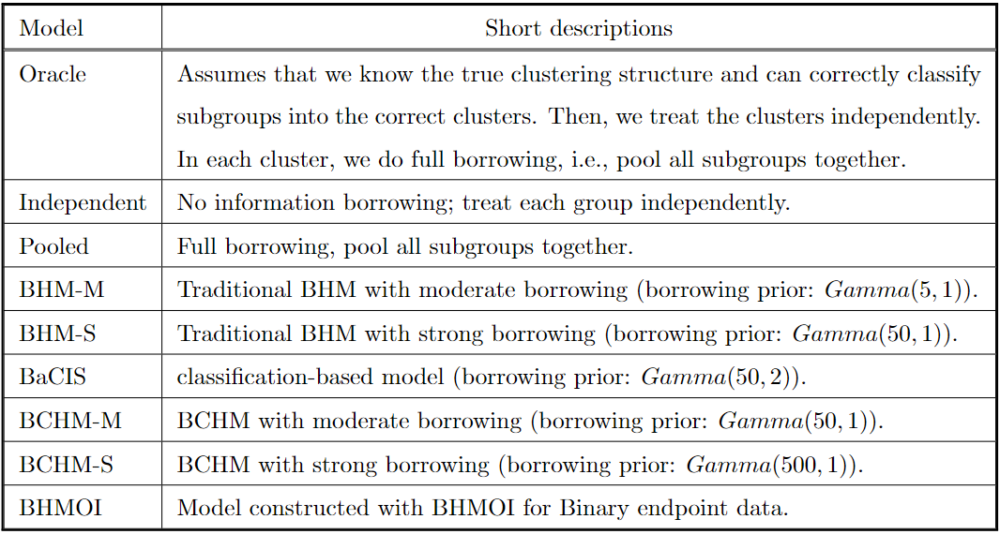 Model Short descriptions
Oracle Assumes that we know the true clustering structure and can correctly classify
subgroups into the correct clusters. Then, we treat the clusters independently.
In each cluster, we do full borrowing, i.e., pool all subgroups together.
Independent No information borrowing; treat each group independently.
Pooled Full borrowing, pool all subgroups together.
BHM-M Traditional BHM with moderate borrowing (borrowing prior: Gamma(5, 1)).
BHM-S Traditional BHM with strong borrowing (borrowing prior: Gamma(50, 1)).
BaCIS classification-based model (borrowing prior: Gamma(50, 2)).
BCHM-M BCHM with moderate borrowing (borrowing prior: Gamma(50, 1)).
BCHM-S BCHM with strong borrowing (borrowing prior: Gamma(500, 1)).
BHMOI Model constructed with BHMOI for Binary endpoint data.